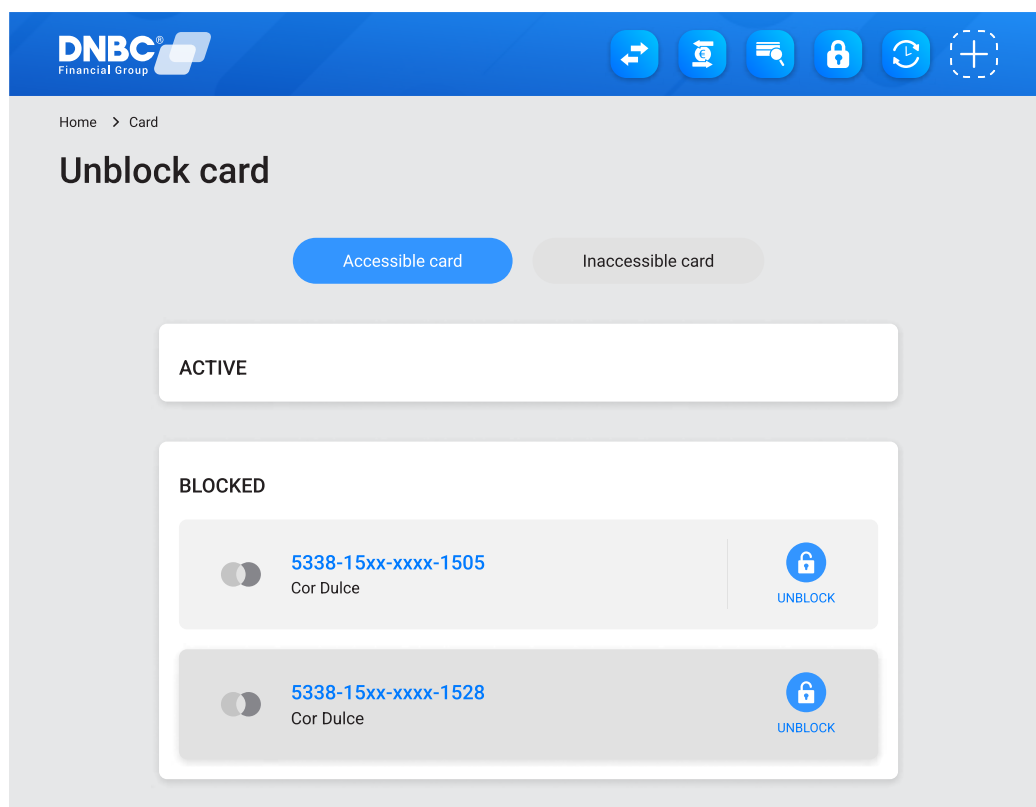 DNBC®
Financial Group
Home > Card
Unblock card
Accessible card
Inaccessible card
ACTIVE
BLOCKED
5338-15xx-xxxx-1505
Cor Dulce
UNBLOCK
5338-15xx-xxxx-1528
Cor Dulce
UNBLOCK